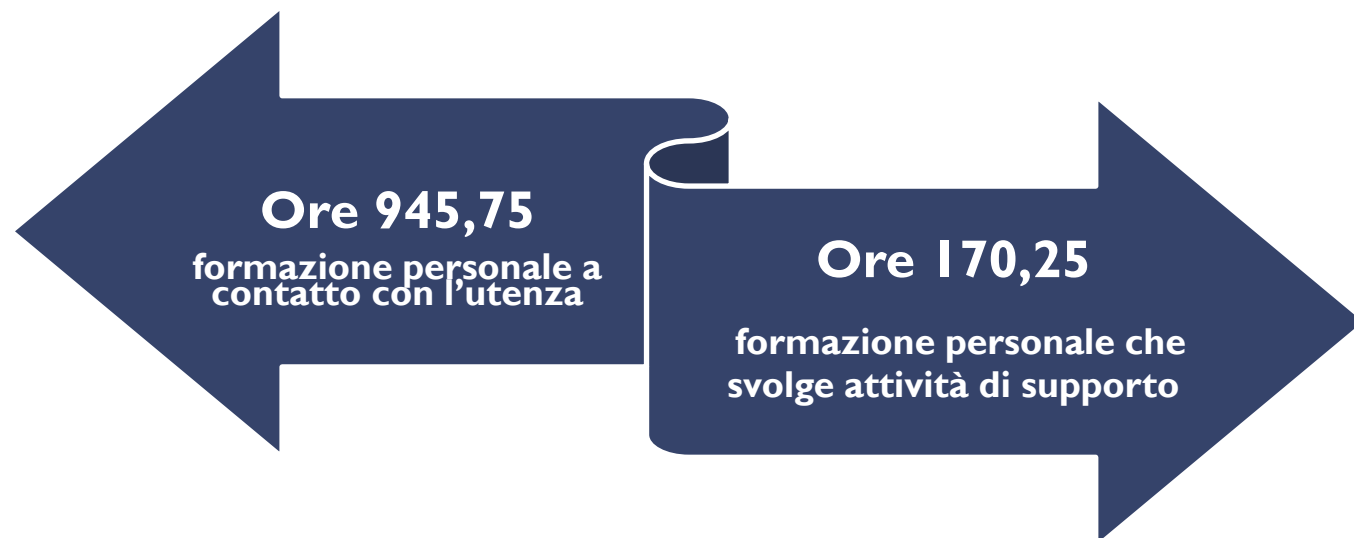 Ore 945,75
formazione personale a
contatto con l’utenza
Ore 170,25
formazione personale che
svolge attività di supporto